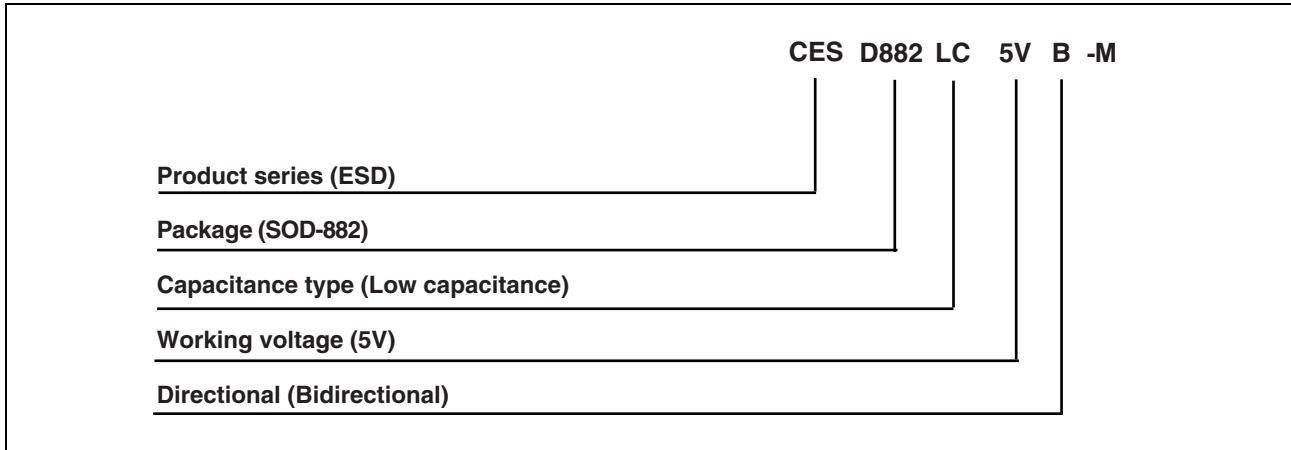 CES D882 LC 5V B -M
Product series (ESD)
Package (SOD-882)
Capacitance type (Low capacitance)
Working voltage (5V)
Directional (Bidirectional)